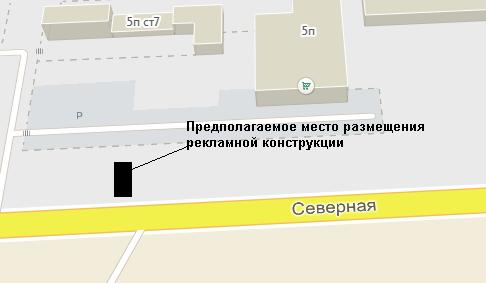 5п ст7
5п
P
Предполагаемое место размещения
рекламной конструкции
Северная